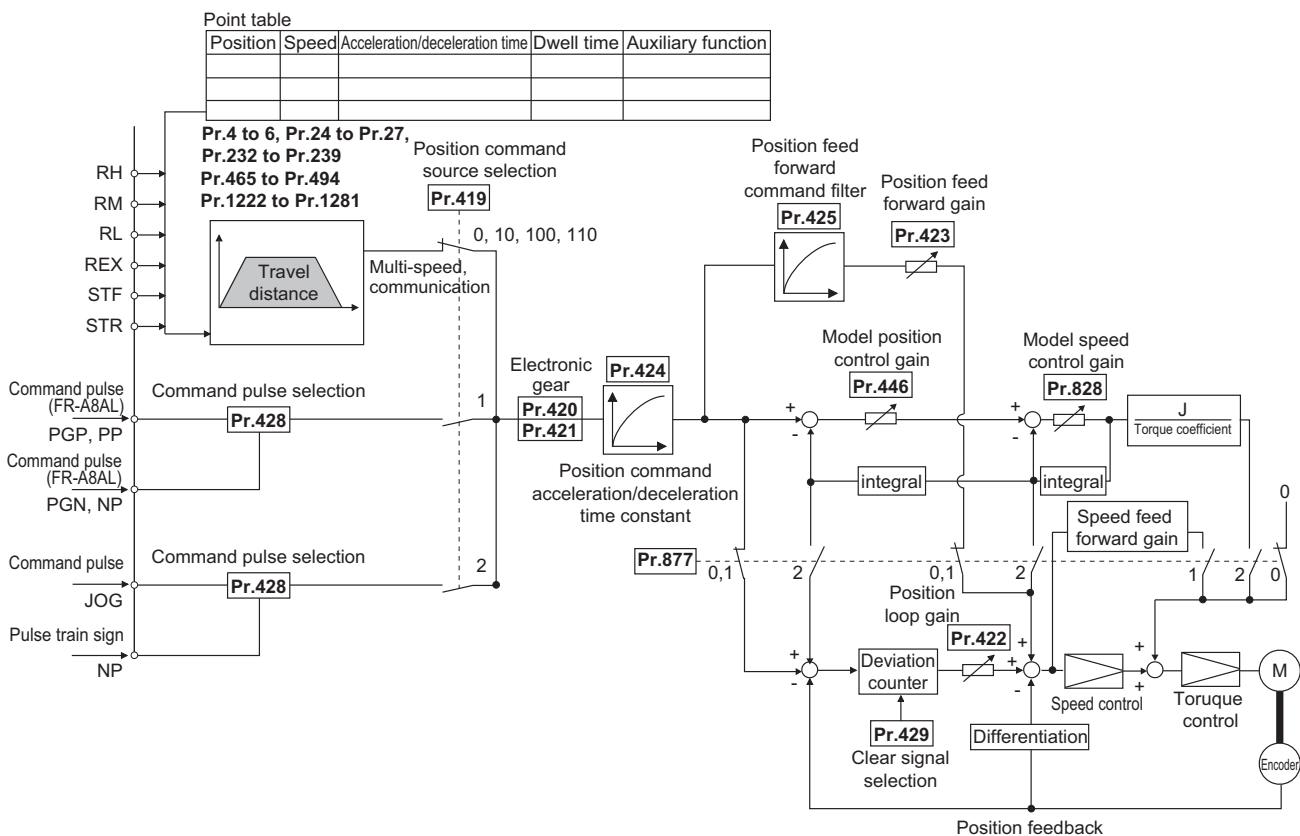 Point table
Position Speed Acceleration/deceleration time Dwell time Auxiliary function
Pr.4 to 6, Pr.24 to Pr.27,
Pr.232 to Pr.239
Pr.465 to Pr.494
Pr.1222 to Pr.1281
RH
RM
RL
REX
STF
STR
Travel
distance
Position command
source selection
Pr.419
0, 10, 100, 110
Multi-speed,
communication
Command pulse
(FR-A8AL)
PGP, PP
Command pulse selection
Pr.428
1
Command pulse
(FR-A8AL)
PGN, NP
Command pulse
JOG
Command pulse selection
Pr.428
2
Pulse train sign
NP
Electronic
gear
Pr.420
Pr.421
Pr.424
Position command
acceleration/deceleration
time constant
Position feed
forward
command filter
Pr.425
Position feed
forward gain
Pr.423
Model position
control gain
Pr.446
Model speed
control gain
Pr.828
J
Torque coefficient
+
-
+
-
integral
integral
Speed feed
forward gain
0
Pr.877
0,1
2
0,1
2
1
2
0
Position
loop gain
Pr.422
+
-
Deviation
counter
+
+
-
Speed control
+
+
Toruque
control
M
Pr.429
Clear signal
selection
Differentiation
Encoder
Position feedback